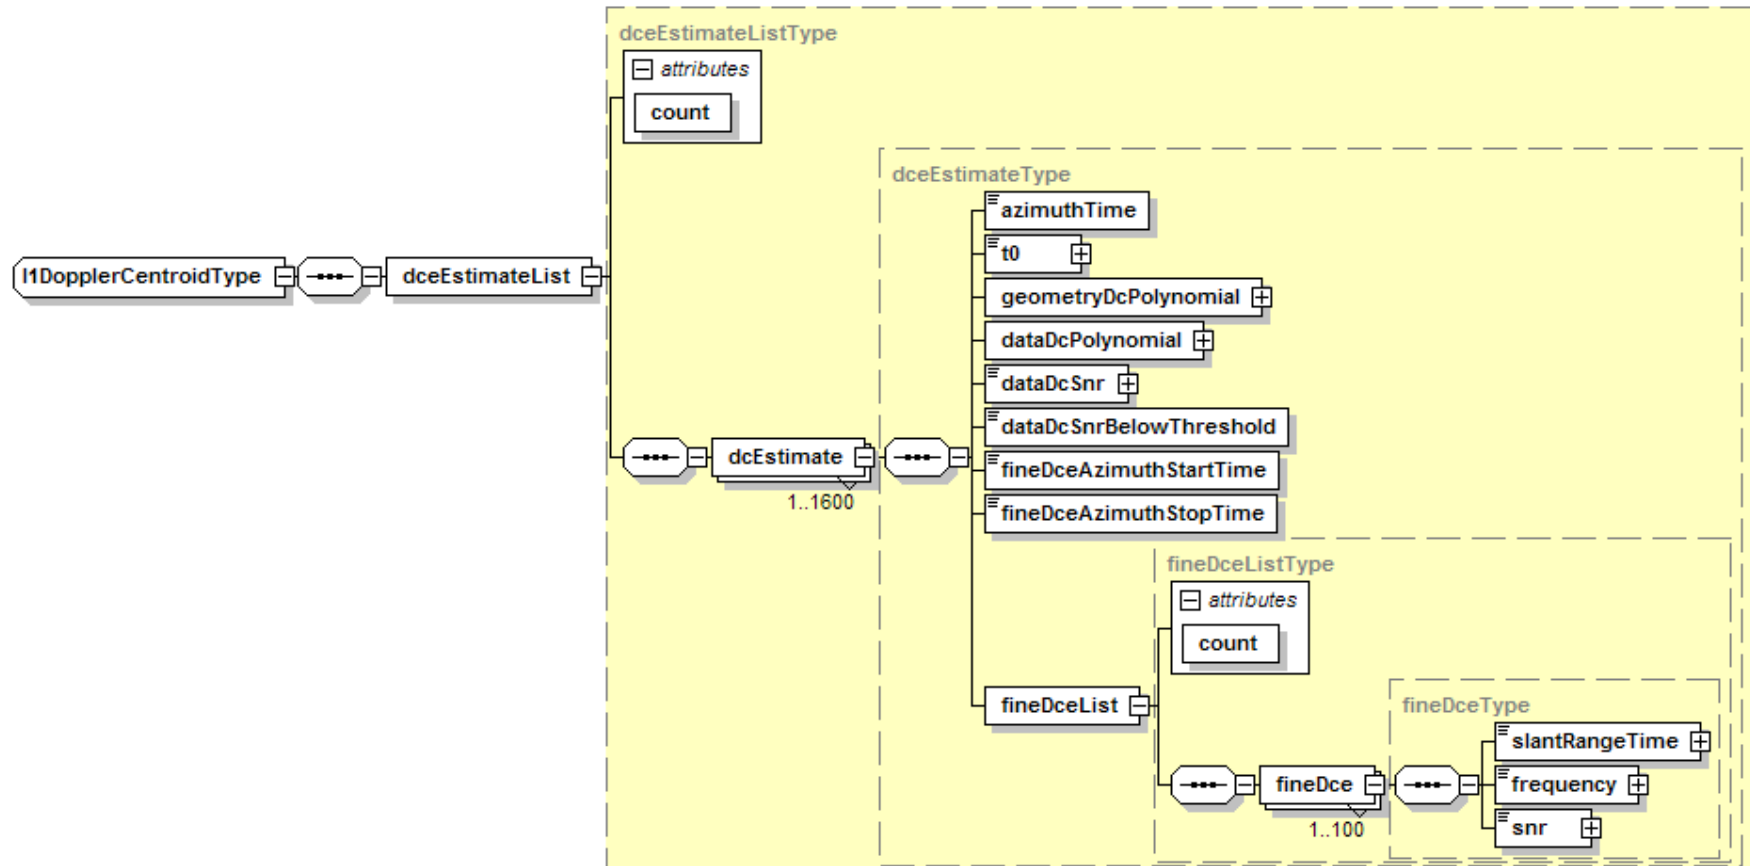 dceEstimateListType
attributes
count
dceEstimateType
azimuthTime
t0
l1DopplerCentroidType
dceEstimateList
geometryDcPolynomial
dataDcPolynomial
dataDcSnr
dataDcSnrBelowThreshold
dcEstimate
1..1600
fineDceAzimuthStartTime
fineDceAzimuthStopTime
fineDceListType
attributes
count
fineDceList
fineDceType
slantRangeTime
fineDce
1..100
frequency
snr